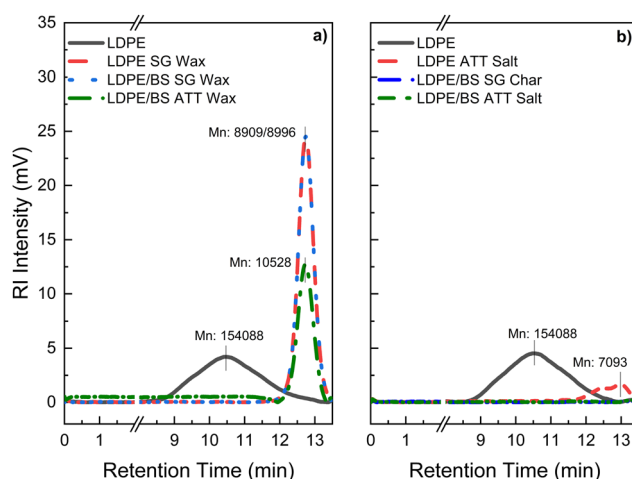 a)
LDPE
LDPE SG Wax
LDPE/BS SG Wax
LDPE/BS ATT Wax
Mn: 8909/8996
Mn: 10528
Mn: 154088
RI Intensity (mV)
35
30
25
20
15
10
5
0
0 1 9 10 11 12 13
Retention Time (min)
b)
LDPE
LDPE ATT Salt
LDPE/BS SG Char
LDPE/BS ATT Salt
Mn: 154088
Mn: 7093
0 1 9 10 11 12 13
Retention Time (min)